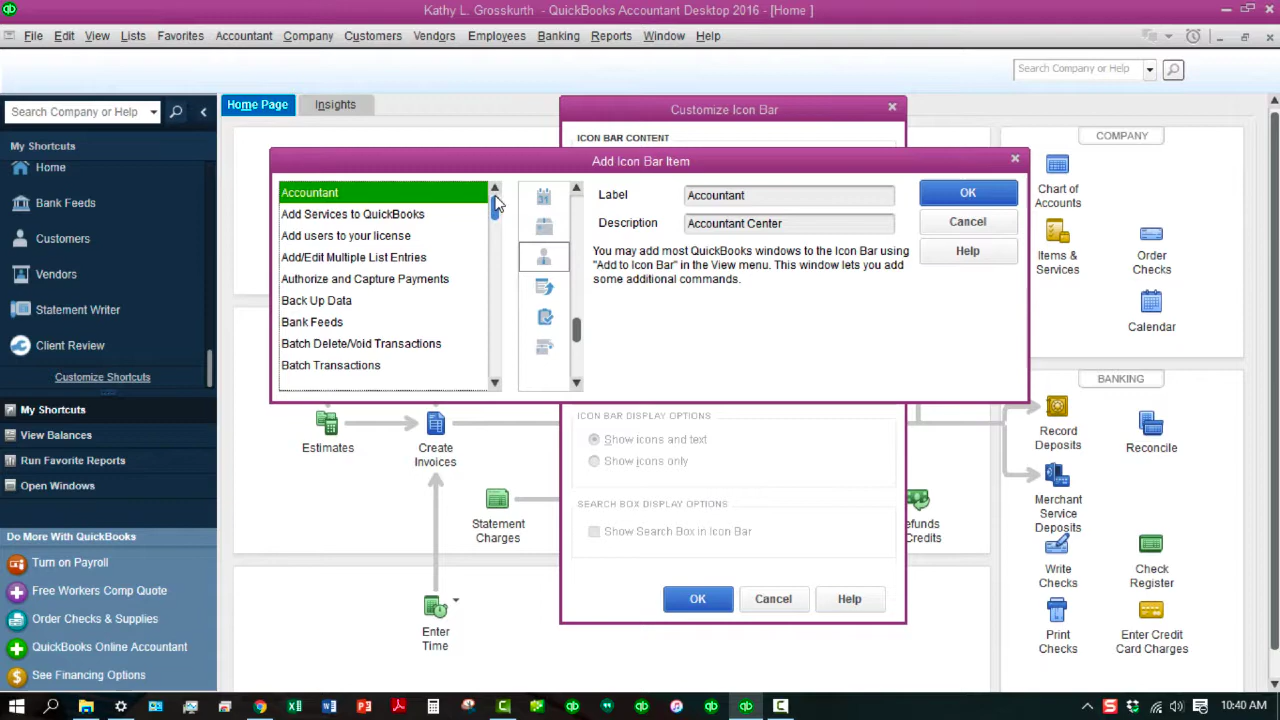 Kathy L. Grosskurth - QuickBooks Accountant Desktop 2016 - [Home ]
File Edit View Lists Favorites Accountant Company Customers Vendors Employees Banking Reports Window Help
Search Company or Help
Search Company or Help
Home Page
Insights
My Shortcuts
Home
Bank Feeds
Customers
Vendors
Statement Writer
Client Review
Customize Shortcuts
My Shortcuts
View Balances
Run Favorite Reports
Open Windows
Do More With QuickBooks
Turn on Payroll
Free Workers Comp Quote
Order Checks & Supplies
QuickBooks Online Accountant
See Financing Options
Customize Icon Bar
ICON BAR CONTENT
Add Icon Bar Item
Accountant
Add Services to QuickBooks
Add users to your license
Add/Edit Multiple List Entries
Authorize and Capture Payments
Back Up Data
Bank Feeds
Batch Delete/Void Transactions
Batch Transactions
31
Label
Accountant
Description
Accountant Center
You may add most QuickBooks windows to the Icon Bar using
"Add to Icon Bar" in the View menu. This window lets you add
some additional commands.
OK
Cancel
Help
ICON BAR DISPLAY OPTIONS
Show icons and text
Show icons only
SEARCH BOX DISPLAY OPTIONS
Show Search Box in Icon Bar
OK
Cancel
Help
Estimates
Create
Invoices
Statement
Charges
Enter
Time
efunds
Credits
COMPANY
Chart of
Accounts
Items &
Services
Order
Checks
Calendar
BANKING
Record
Deposits
Reconcile
Merchant
Service
Deposits
Write
Checks
Check
Register
Print
Checks
Enter Credit
Card Charges
10:40 AM